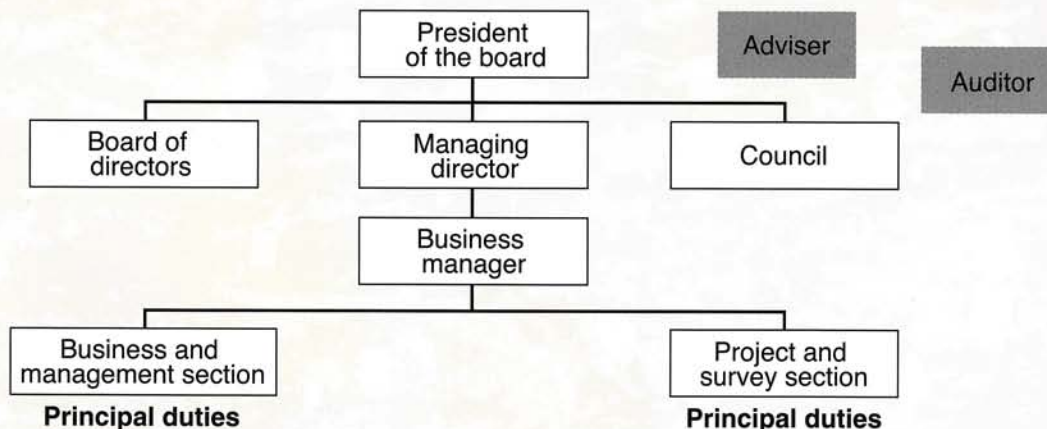 President
of the board
Adviser
Auditor
Board of
directors
Managing
director
Council
Business
manager
Business and
management section
Project and
survey section
Principal duties
Principal duties